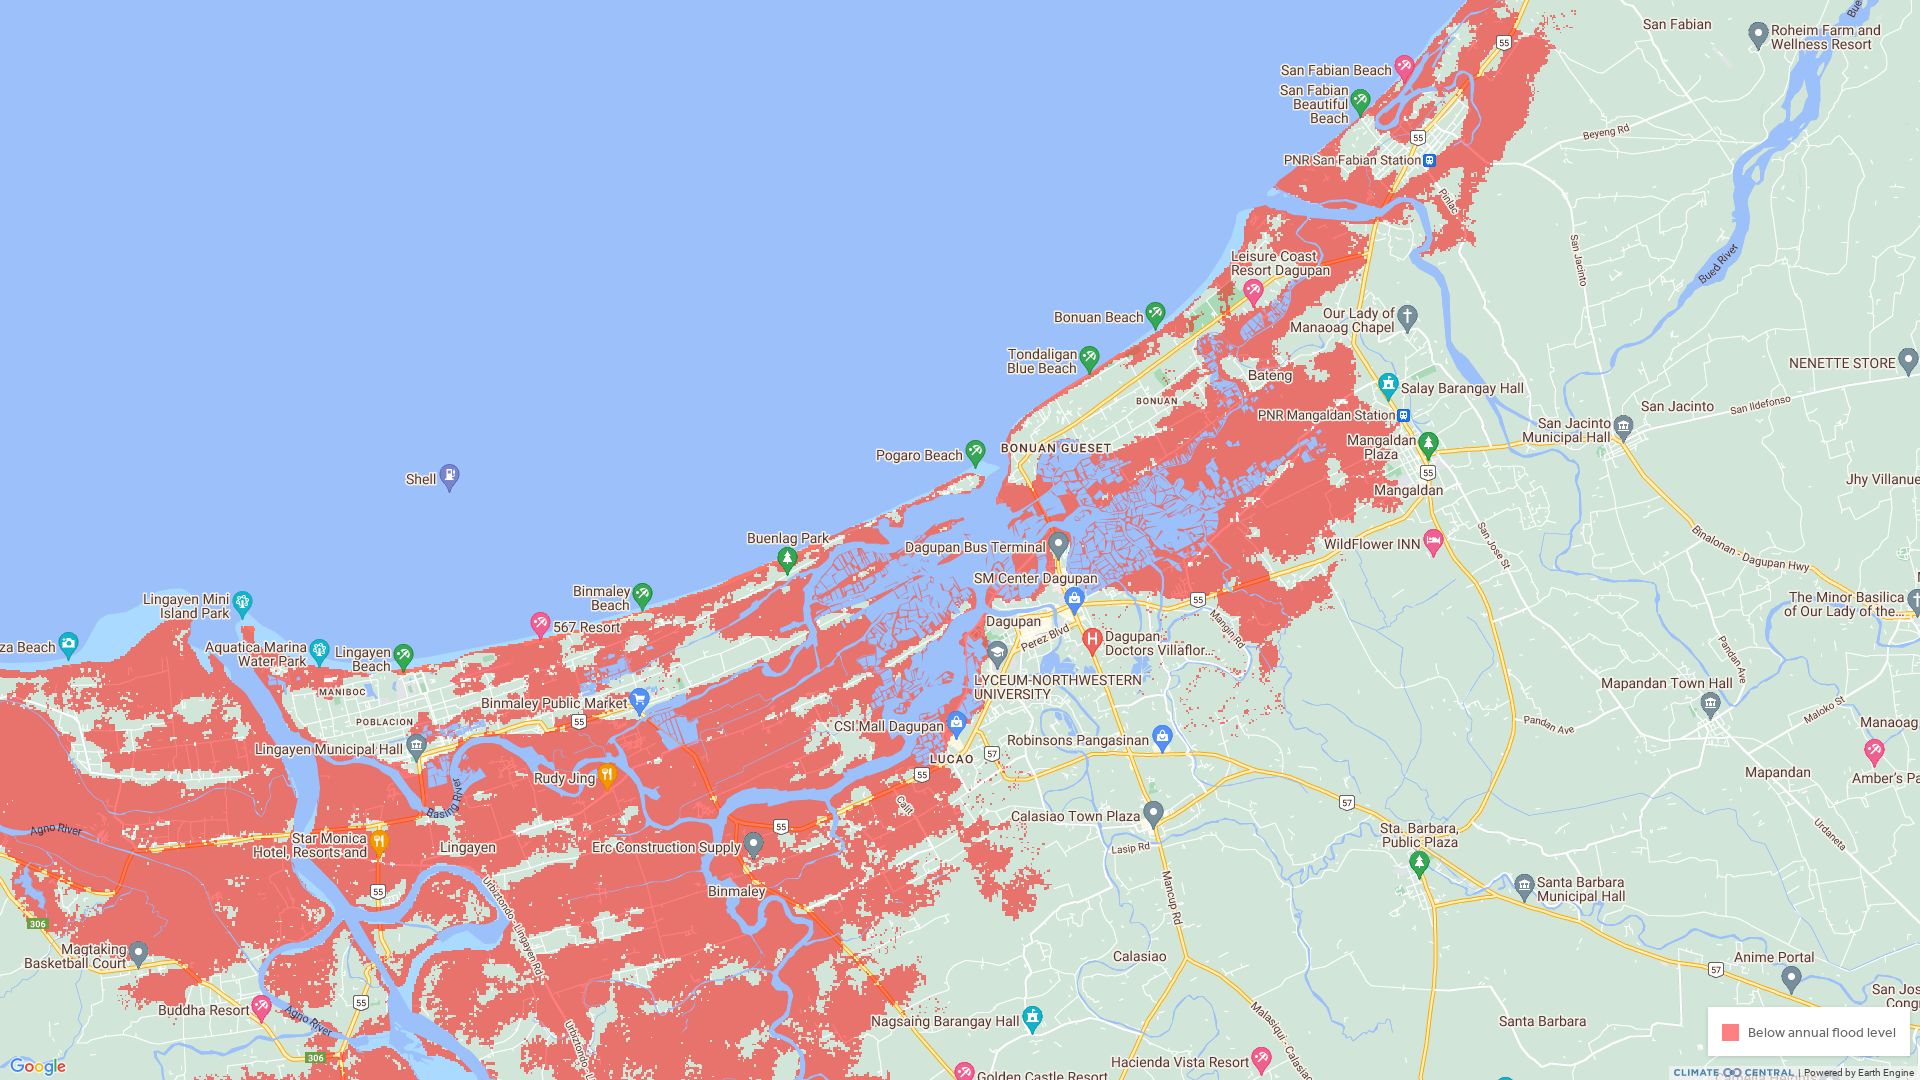 San Fabian
Roheim Farm and
Wellness Resort
55
San Fabian Beach
San Fabian
Beautiful
Beach
55
Beyeng Rd
PNR San Fabian Station
Pinlac
San Jacinto
Bued River
Leisure Coast
Resort Dagupan
Bonuan Beach
Our Lady of
Manaoag Chapel
Tondaligan
Blue Beach
NENETTE STORE
Bateng
Salay Barangay Hall
BONUAN
PNR Mangaldan Station
San Jacinto
San Ildefonso
San Jacinto
Municipal Hall
Mangaldan
Plaza
BONUAN GUESET
Pogaro Beach
55
Shell
Mangaldan
Jhy Villanue
San Jose St
Binalonan - Dagupan Hwy
Buenlag Park
Dagupan Bus Terminal
WildFlower INN
SM Center Dagupan
Binmaley
Beach
Lingayen Mini
Island Park
55
The Minor Basilica
of Our Lady of the...
567 Resort
Dagupan
Perez Blvd
Mangin Rd
Dagupan
Doctors Villaflor...
za Beach
Aquatica Marina
Water Park
Lingayen
Beach
Pandan Ave
LYCEUM-NORTHWESTERN
UNIVERSITY
MANIBOC
Mapandan Town Hall
Binmaley Public Market
55
POBLACION
CSI Mall Dagupan
Maloko St
Pandan Ave
Manaoag
Robinsons Pangasinan
Lingayen Municipal Hall
57
LUCAO
55
Rudy Jing
Mapandan
Amber's Pa
Basing River
Calit
57
Calasiao Town Plaza
Agno River
55
Sta. Barbara,
Public Plaza
Urdaneta
Star Monica
Hotel, Resorts and
Lingayen
Erc Construction Supply
Lasip Rd
55
Binmaley
Mancup Rd
Santa Barbara
Municipal Hall
Urbiztondo - Lingayen Rd
306
Magtaking
Basketball Court
Calasiao
57
Anime Portal
55
Buddha Resort
Agno River
San Jos
Cong
Nagsaing Barangay Hall
Malasiqui - Calasiao
Santa Barbara
Below annual flood level
Urbiztondo - L
306
Hacienda Vista Resort
Google
Golden Castle Resort
CLIMATE CENTRAL | Powered by Earth Engine